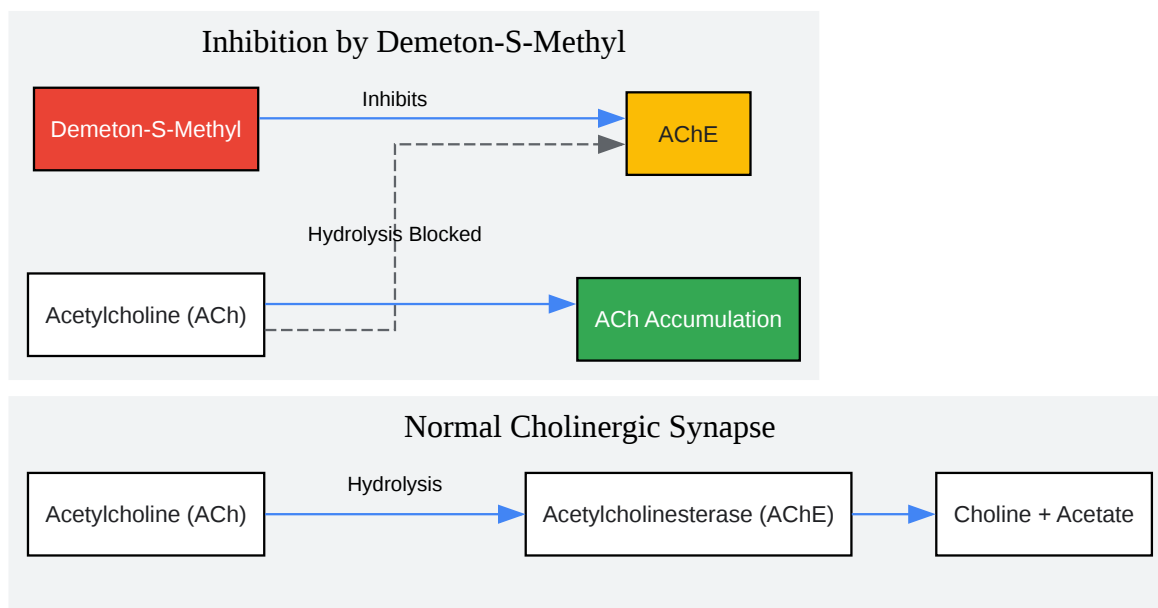 Inhibition by Demeton-S-Methyl
Inhibits
Demeton-S-Methyl
AChE
Hydrolysis Blocked
Acetylcholine (ACh)
ACh Accumulation
Normal Cholinergic Synapse
Hydrolysis
Acetylcholine (ACh)
Acetylcholinesterase (AChE)
Choline + Acetate